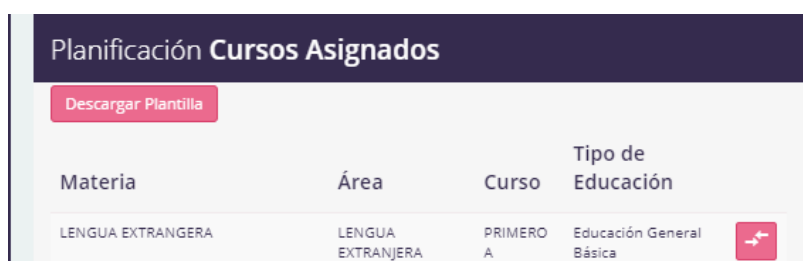 Planificación Cursos Asignados
Descargar Plantilla
Materia Área Curso Tipo de Educación
LENGUA EXTRANGERA LENGUA EXTRANJERA PRIMERO A Educación General Básica